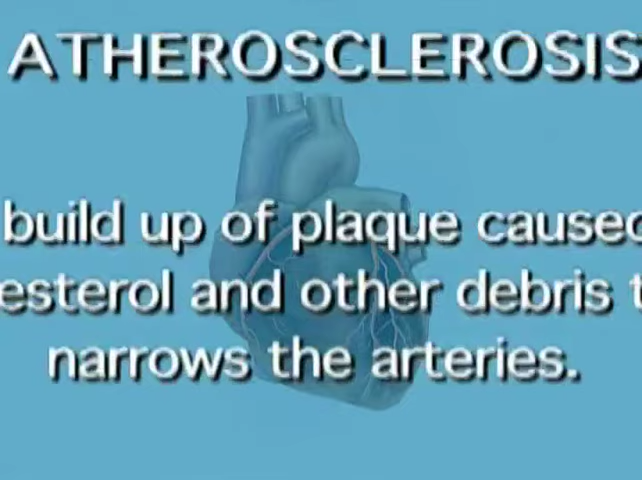 ATHEROSCLEROSIS
build up of plaque caused
esterol and other debris t
narrows the arteries.